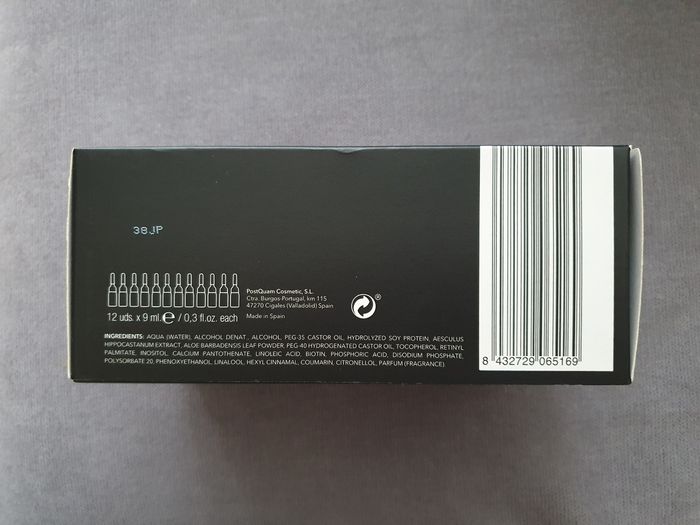 38JP
PostQuam Cosmetic, S.L.
Ctra. Burgos-Portugal, km 115
47270 Cigales (Valladolid) Spain
Made in Spain
12 uds. x 9 ml. ℮ / 0,3 fl.oz. each
®
INGREDIENTS: AQUA (WATER), ALCOHOL DENAT., ALCOHOL, PEG-35 CASTOR OIL, HYDROLYZED SOY PROTEIN, AESCULUS
HIPPOCASTANUM EXTRACT, ALOE BARBADENSIS LEAF POWDER, PEG-40 HYDROGENATED CASTOR OIL, TOCOPHEROL, RETINYL
PALMITATE, INOSITOL, CALCIUM PANTOTHENATE, LINOLEIC ACID, BIOTIN, PHOSPHORIC ACID, DISODIUM PHOSPHATE,
POLYSORBATE 20, PHENOXYETHANOL, LINALOOL, HEXYL CINNAMAL, COUMARIN, CITRONELLOL, PARFUM (FRAGRANCE).
8 432729 065169